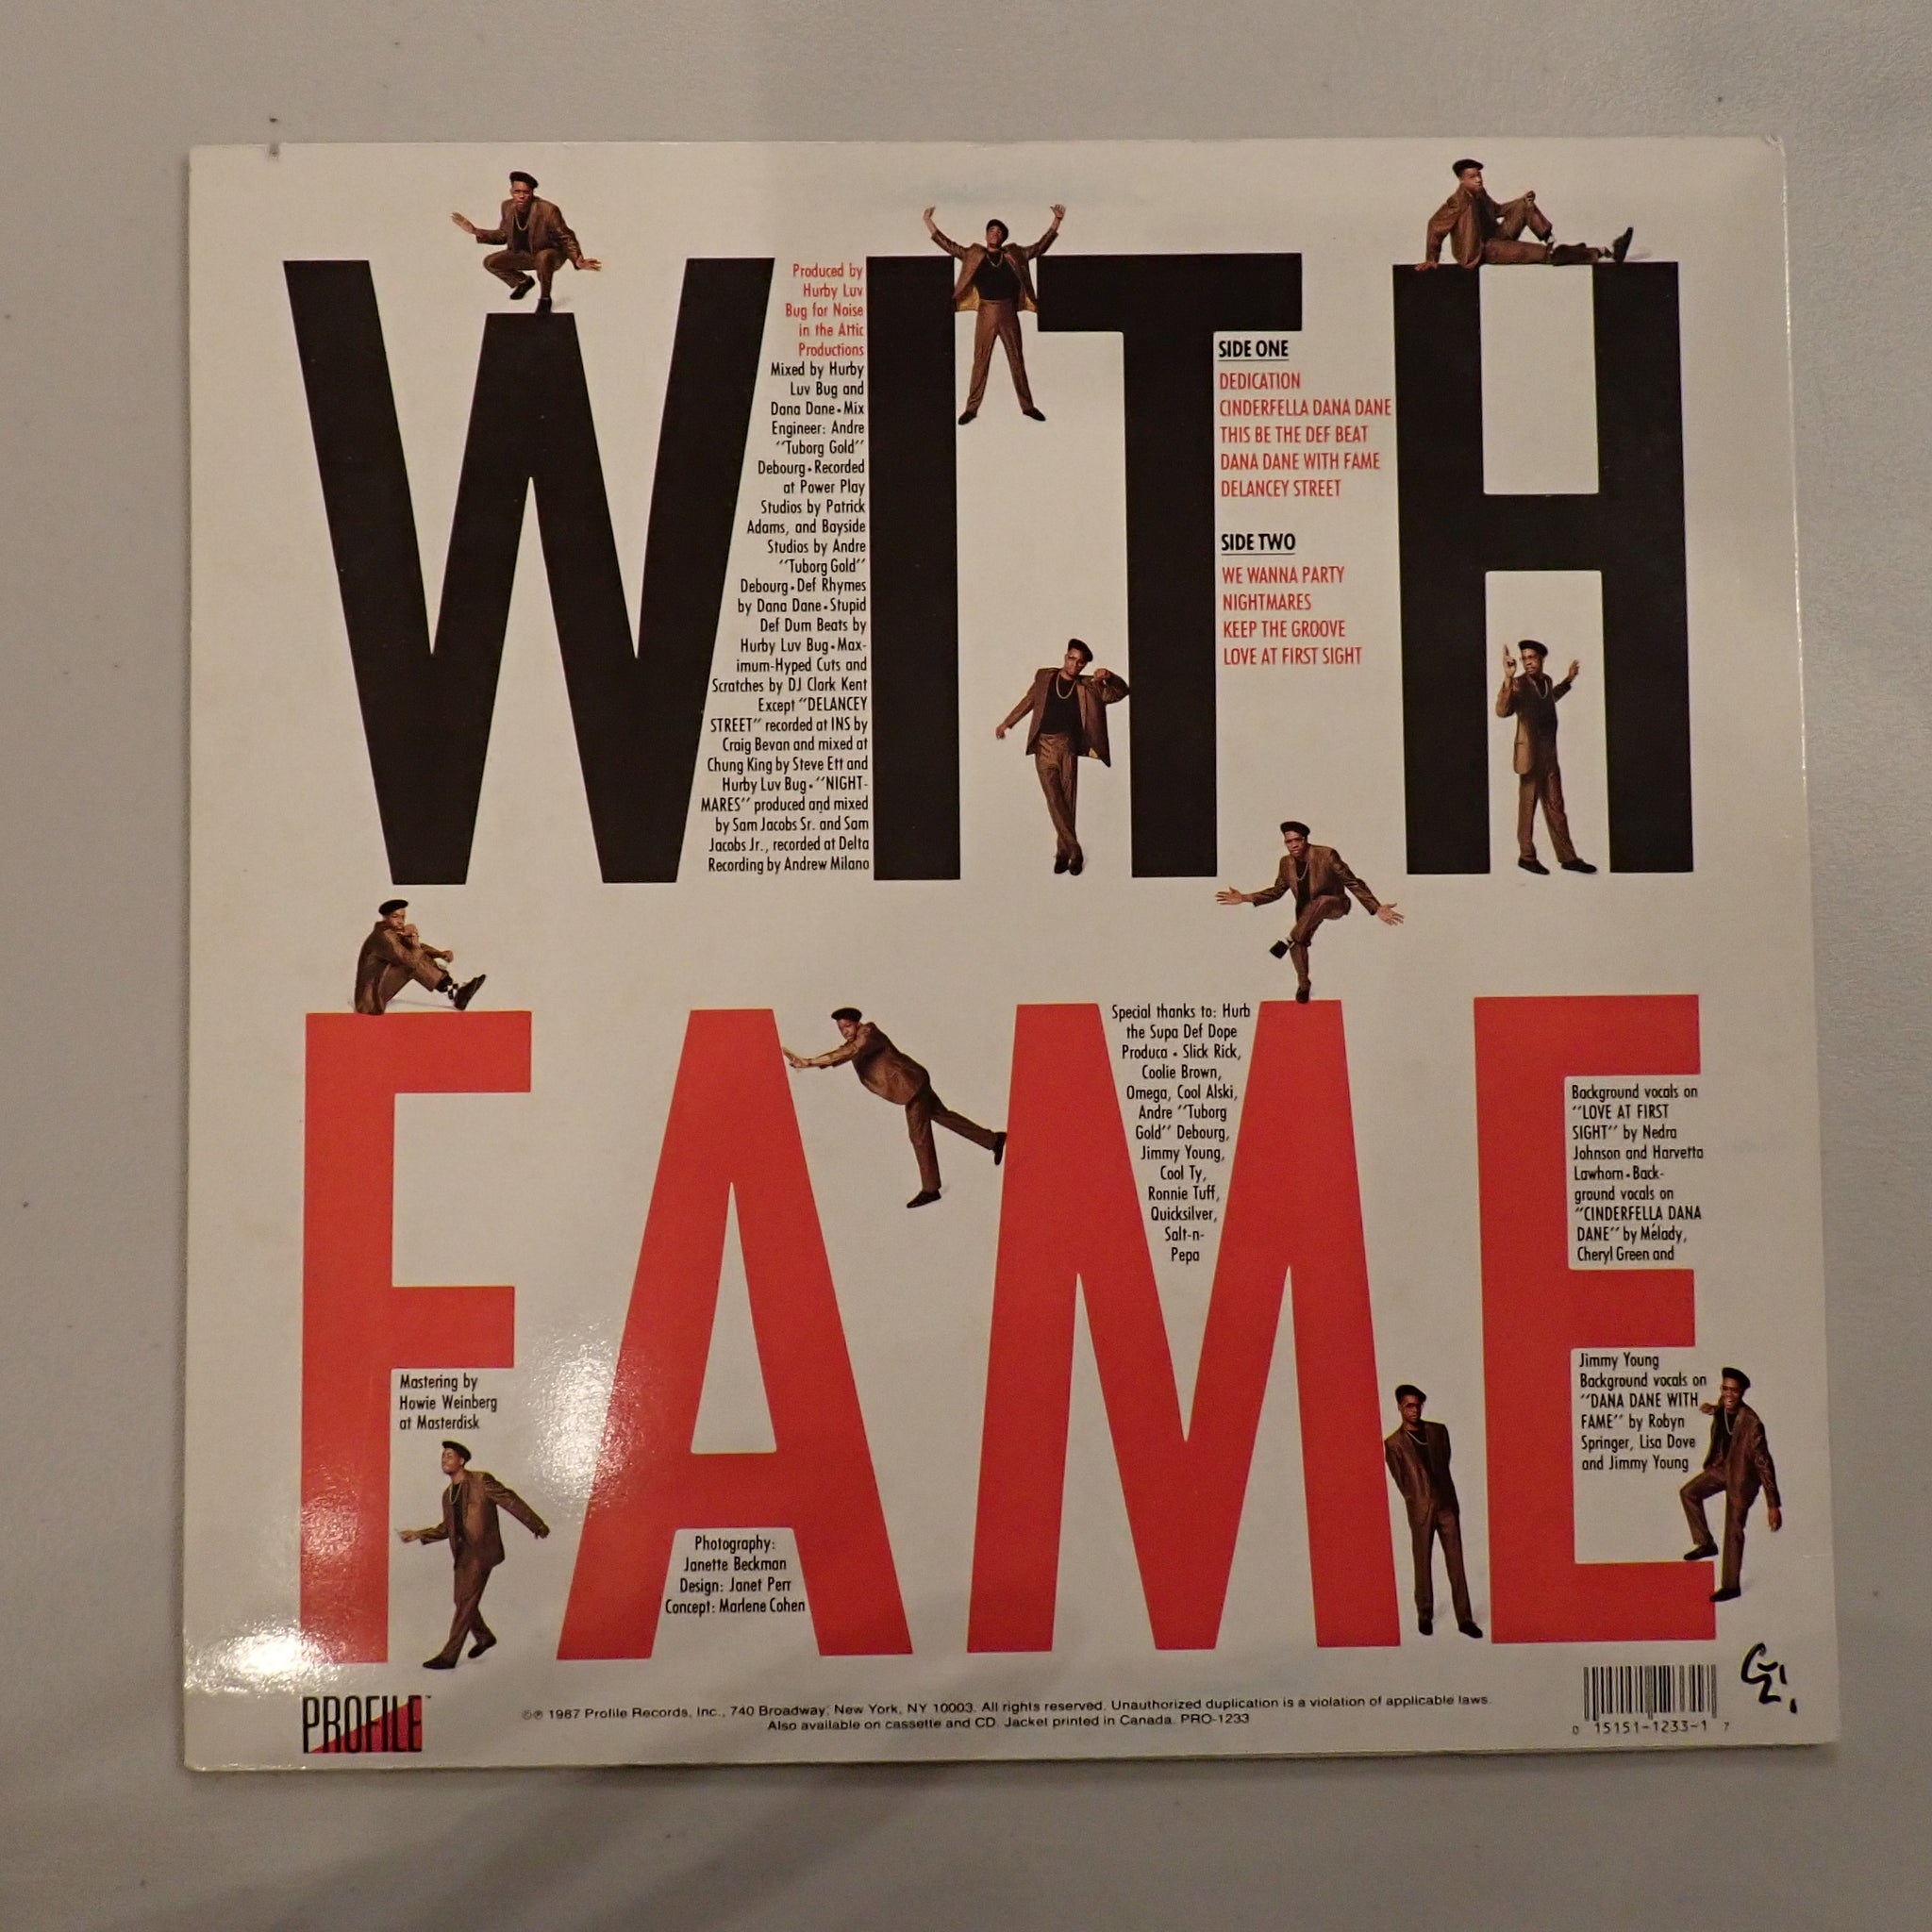 WITH
Produced by
Hurby Luv
Bug for Noise
in the Attic
Productions
Mixed by Hurby
Luv Bug and
Dana Dane•Mix
Engineer: Andre
“Tuborg Gold”
Debourg•Recorded
at Power Play
Studios by Patrick
Adams, and Bayside
Studios by Andre
“Tuborg Gold”
Debourg•Def Rhymes
by Dana Dane•Stupid
Def Dum Beats by
Hurby Luv Bug•Max-
imum-Hyped Cuts and
Scratches by DJ Clark Kent
Except “DELANCEY
STREET” recorded at INS by
Craig Bevan and mixed at
Chung King by Steve Ett and
Hurby Luv Bug•“NIGHT-
MARES” produced and mixed
by Sam Jacobs Sr. and Sam
Jacobs Jr., recorded at Delta
Recording by Andrew Milano
SIDE ONE
DEDICATION
CINDERFELLA DANA DANE
THIS BE THE DEF BEAT
DANA DANE WITH FAME
DELANCEY STREET
SIDE TWO
WE WANNA PARTY
NIGHTMARES
KEEP THE GROOVE
LOVE AT FIRST SIGHT
FAME
Mastering by
Howie Weinberg
at Masterdisk
Photography:
Janette Beckman
Design: Janet Perr
Concept: Marlene Cohen
Special thanks to: Hurb
the Supa Def Dope
Produca • Slick Rick,
Coolie Brown,
Omega, Cool Alski,
Andre “Tuborg
Gold” Debourg,
Jimmy Young,
Cool Ty,
Ronnie Tuff,
Quicksilver,
Salt-n-
Pepa
Background vocals on
“LOVE AT FIRST
SIGHT” by Nedra
Johnson and Harvetta
Lawhorn•Back-
ground vocals on
“CINDERFELLA DANA
DANE” by Mélady,
Cheryl Green and
Jimmy Young
Background vocals on
“DANA DANE WITH
FAME” by Robyn
Springer, Lisa Dove
and Jimmy Young
PROFILE™
©℗ 1987 Profile Records, Inc., 740 Broadway, New York, NY 10003. All rights reserved. Unauthorized duplication is a violation of applicable laws.
Also available on cassette and CD. Jacket printed in Canada. PRO-1233
0 15151-1233-1 7